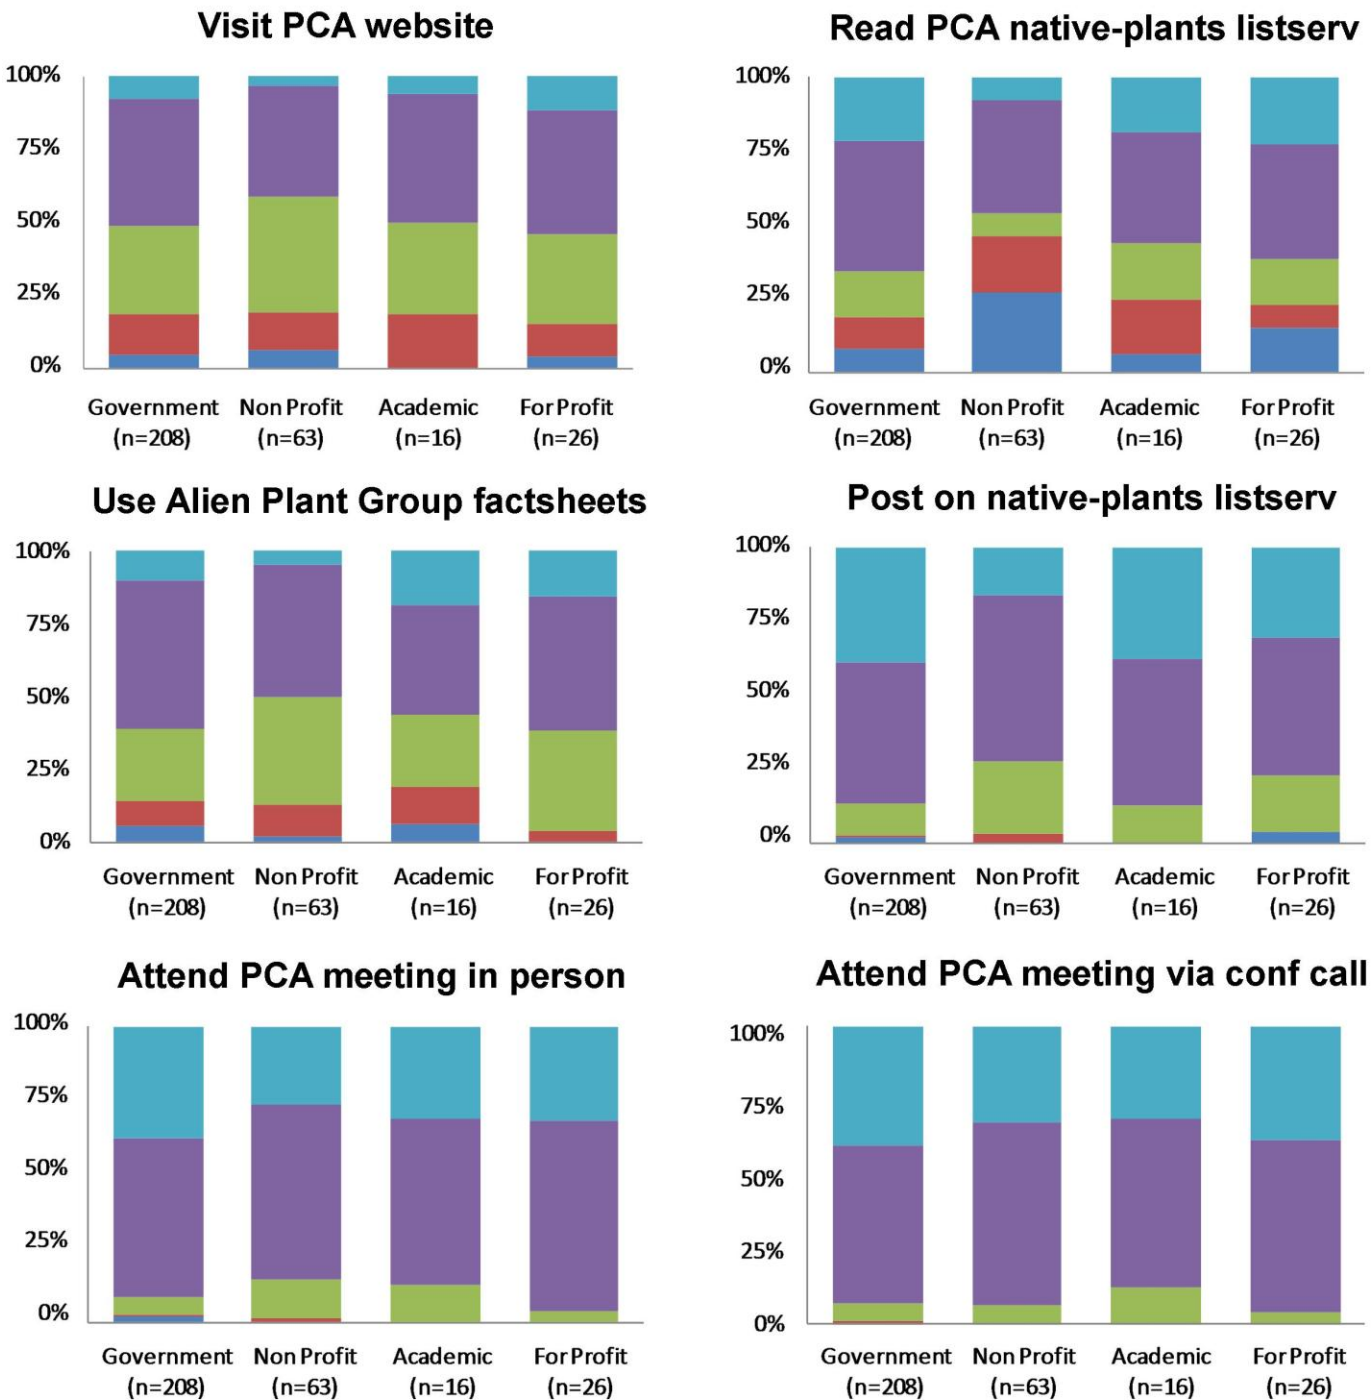 Visit PCA website
100%
75%
50%
25%
0%
Government Non Profit Academic For Profit
(n=208) (n=63) (n=16) (n=26)
Read PCA native-plants listserv
100%
75%
50%
25%
0%
Government Non Profit Academic For Profit
(n=208) (n=63) (n=16) (n=26)
Use Alien Plant Group factsheets
100%
75%
50%
25%
0%
Government Non Profit Academic For Profit
(n=208) (n=63) (n=16) (n=26)
Post on native-plants listserv
100%
75%
50%
25%
0%
Government Non Profit Academic For Profit
(n=208) (n=63) (n=16) (n=26)
Attend PCA meeting in person
100%
75%
50%
25%
0%
Government Non Profit Academic For Profit
(n=208) (n=63) (n=16) (n=26)
Attend PCA meeting via conf call
100%
75%
50%
25%
0%
Government Non Profit Academic For Profit
(n=208) (n=63) (n=16) (n=26)